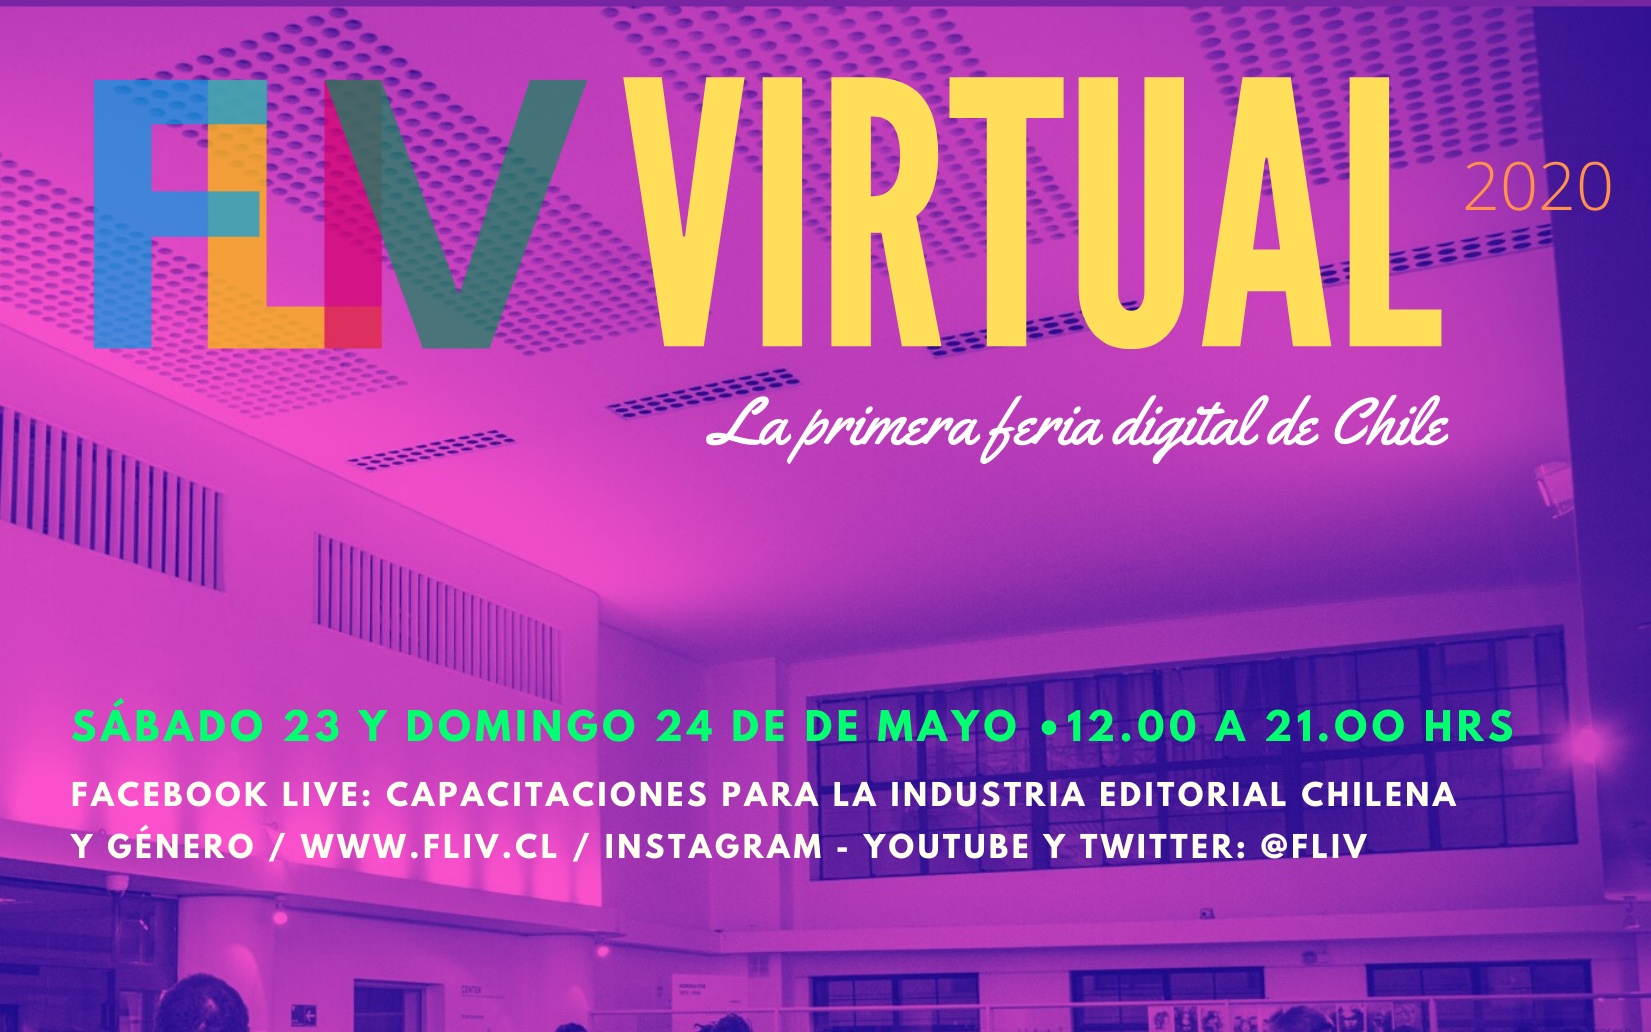 FLIV VIRTUAL 2020
La primera feria digital de Chile
SÁBADO 23 Y DOMINGO 24 DE DE MAYO •12.00 A 21.OO HRS
FACEBOOK LIVE: CAPACITACIONES PARA LA INDUSTRIA EDITORIAL CHILENA
Y GÉNERO / WWW.FLIV.CL / INSTAGRAM - YOUTUBE Y TWITTER: @FLIV